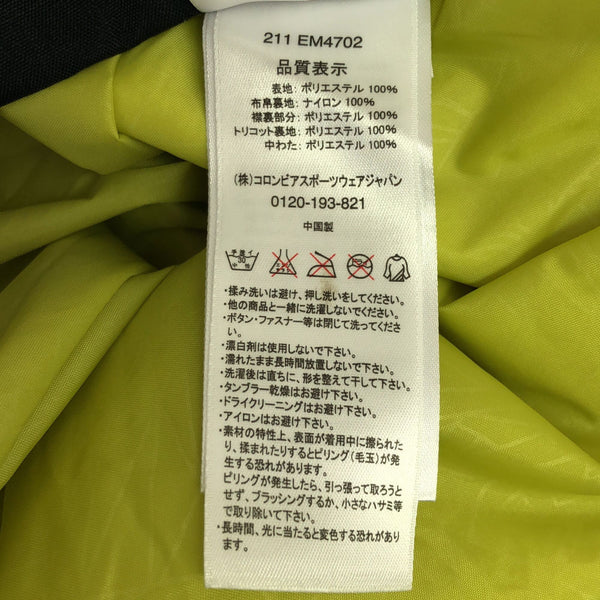 211 EM4702
品質表示
表地: ポリエステル 100%
布帛裏地: ナイロン 100%
襟裏部分: ポリエステル 100%
トリコット裏地: ポリエステル 100%
中わた: ポリエステル 100%
(株)コロンビアスポーツウェアジャパン
0120-193-821
中国製
手洗イ
30
中性
・揉み洗いは避け、押し洗いをしてください。
・他の商品と一緒に洗濯しないでください。
・ボタン・ファスナー等は閉じて洗ってくださ
い。
・漂白剤は使用しないで下さい。
・濡れたまま長時間放置しないで下さい。
・洗濯後は直ちに、形を整えて干して下さい。
・タンブラー乾燥はお避け下さい。
・ドライクリーニングはお避け下さい。
・アイロンはお避け下さい。
・素材の特性上、表面が着用中に擦られた
り、揉まれたりするとピリング(毛玉)が発
生する恐れがあります。
ピリングが発生したら、引っ張って取ろうと
せず、ブラッシングするか、小さなハサミ等
で取り除いて下さい。
・長時間、光に当たると変色する恐れがあり
ます。